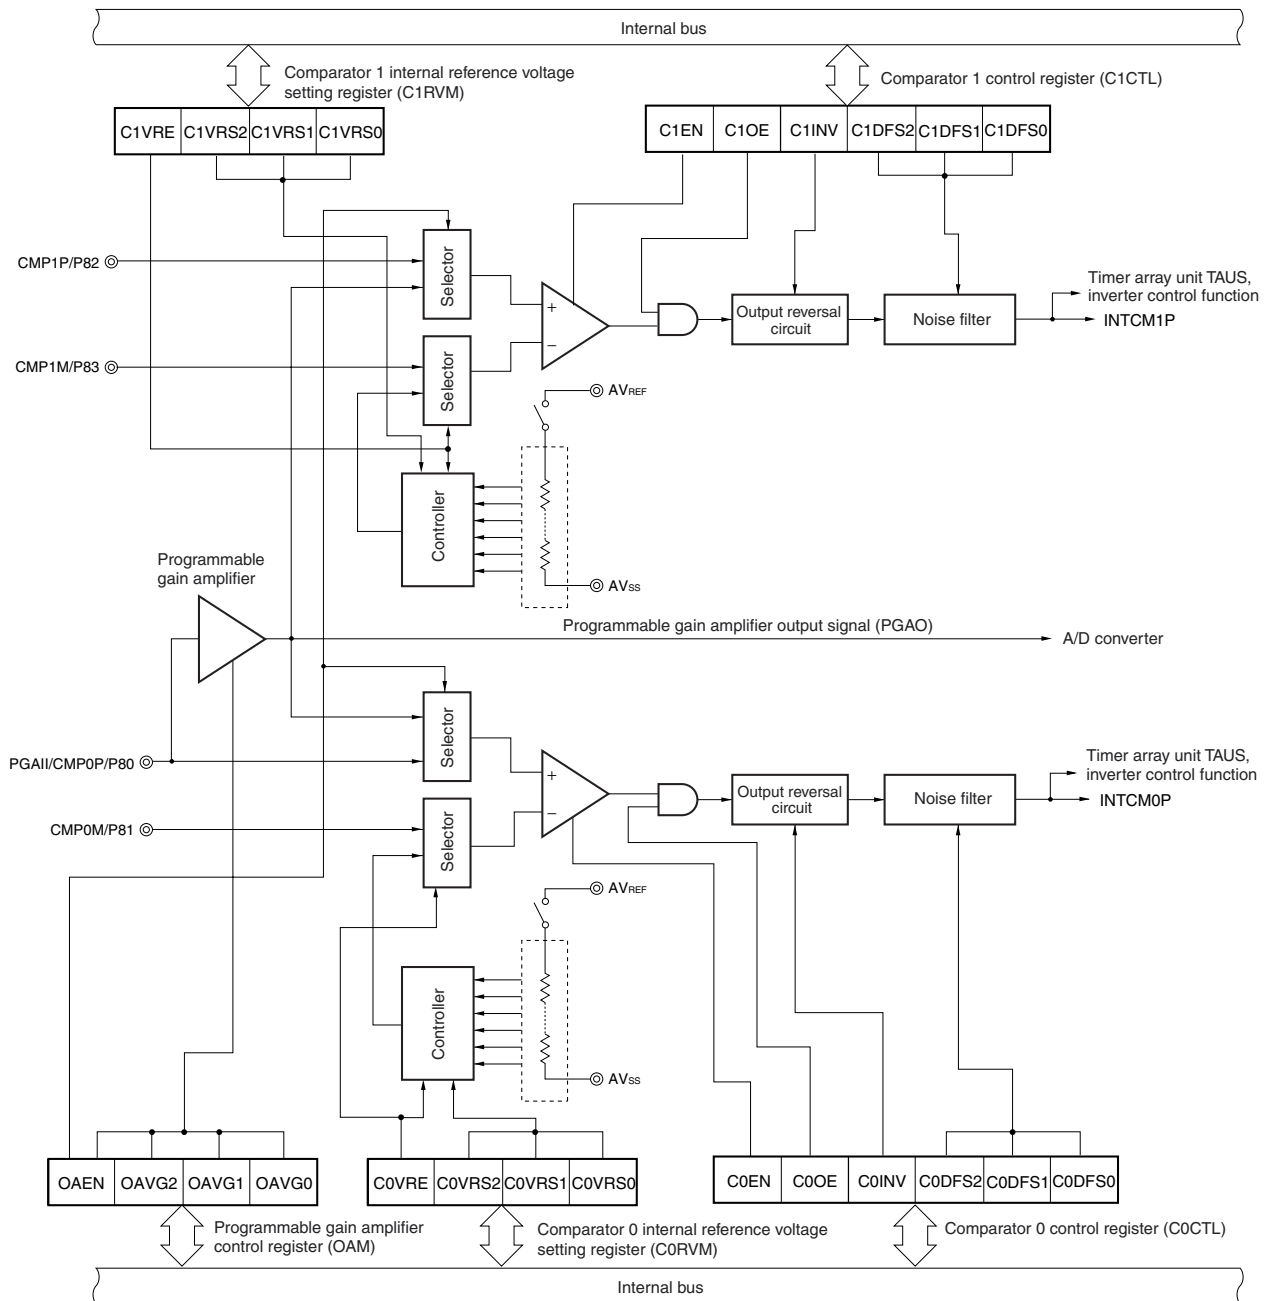 Internal bus
Comparator 1 internal reference voltage
setting register (C1RVM)
Comparator 1 control register (C1CTL)
C1VRE C1VRS2 C1VRS1 C1VRS0
C1EN C1OE C1INV C1DFS2 C1DFS1 C1DFS0
CMP1P/P82
Selector
+
−
Output reversal
circuit
Noise filter
Timer array unit TAUS,
inverter control function
INTCM1P
CMP1M/P83
Selector
AVREF
Controller
AVSS
Programmable
gain amplifier
Programmable gain amplifier output signal (PGAO)
A/D converter
PGAII/CMP0P/P80
Selector
+
−
Output reversal
circuit
Noise filter
Timer array unit TAUS,
inverter control function
INTCM0P
CMP0M/P81
Selector
AVREF
Controller
AVSS
OAEN OAVG2 OAVG1 OAVG0
C0VRE C0VRS2 C0VRS1 C0VRS0
C0EN C0OE C0INV C0DFS2 C0DFS1 C0DFS0
Programmable gain amplifier
control register (OAM)
Comparator 0 internal reference voltage
setting register (C0RVM)
Comparator 0 control register (C0CTL)
Internal bus